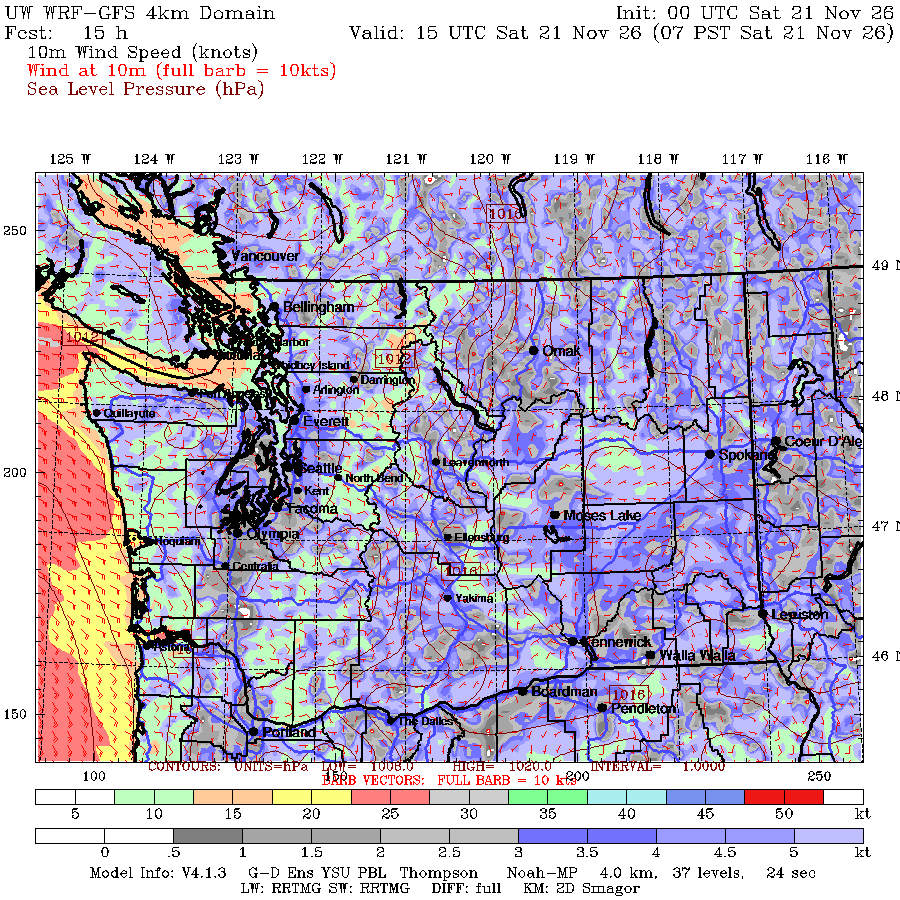 UW WRF-GFS 4km Domain Init: 00 UTC Sat 21 Nov 26
Fcst: 15 h Valid: 15 UTC Sat 21 Nov 26 (07 PST Sat 21 Nov 26)
10m Wind Speed (knots)
Wind at 10m (full barb = 10kts)
Sea Level Pressure (hPa)
125 W 124 W 123 W 122 W 121 W 120 W 119 W 118 W 117 W 116 W
1016
250
Vancouver
49 N
Bellingham
1012
1012
Omak
Whidbey Island
Darrington
Arlington
48 N
Quillayute
Everett
Coeur D'Alene
Spokane
Leavenworth
200
Seattle
North Bend
Kent
Tacoma
Moses Lake
47 N
Olympia
Hoquiam
Ellensburg
Centralia
1016
Yakima
Lewiston
Kennewick
Astoria
Walla Walla
46 N
Boardman
1016
Pendleton
150
The Dalles
Portland
CONTOURS: UNITS=hPa LOW= 1008.0 HIGH= 1020.0 INTERVAL= 1.0000
100 150 200 250
BARB VECTORS: FULL BARB = 10 kts
5 10 15 20 25 30 35 40 45 50 kt
0 .5 1 1.5 2 2.5 3 3.5 4 4.5 5 kt
Model Info: V4.1.3 G-D Ens YSU PBL Thompson Noah-MP 4.0 km, 37 levels, 24 sec
LW: RRTMG SW: RRTMG DIFF: full KM: 2D Smagor